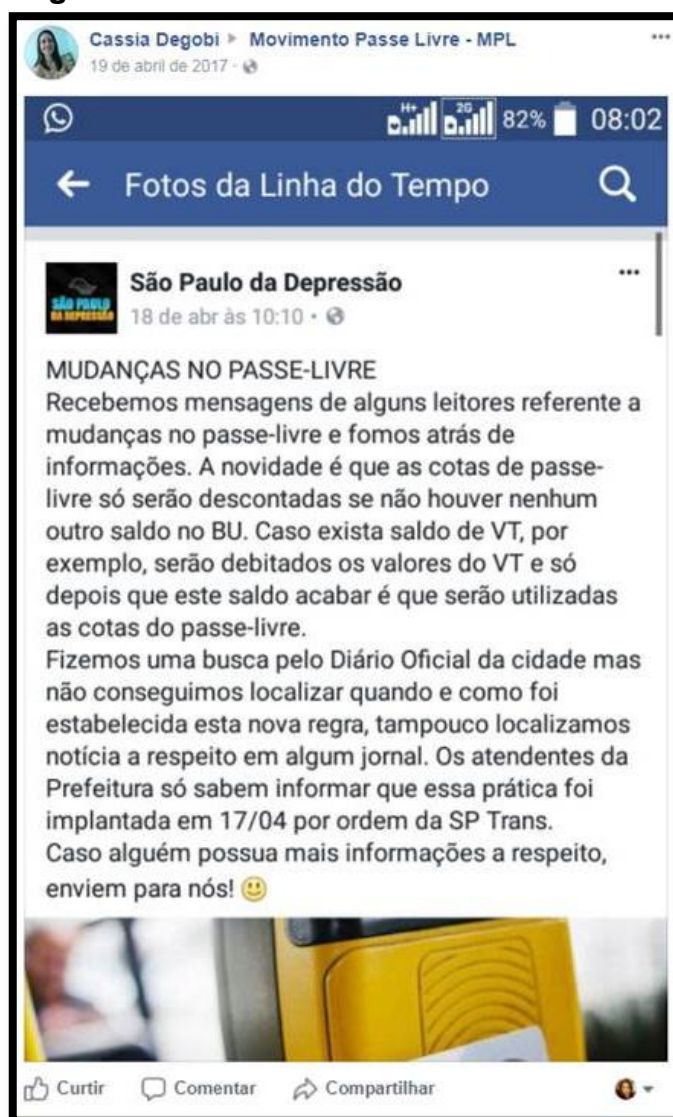 Cassia Degobi ▸ Movimento Passe Livre - MPL
19 de abril de 2017 ·
H+ 2G 82% 08:02
Fotos da Linha do Tempo
SÃO PAULO
DA DEPRESSÃO
São Paulo da Depressão
18 de abr às 10:10 •
MUDANÇAS NO PASSE-LIVRE
Recebemos mensagens de alguns leitores referente a
mudanças no passe-livre e fomos atrás de
informações. A novidade é que as cotas de passe-
livre só serão descontadas se não houver nenhum
outro saldo no BU. Caso exista saldo de VT, por
exemplo, serão debitados os valores do VT e só
depois que este saldo acabar é que serão utilizadas
as cotas do passe-livre.
Fizemos uma busca pelo Diário Oficial da cidade mas
não conseguimos localizar quando e como foi
estabelecida esta nova regra, tampouco localizamos
notícia a respeito em algum jornal. Os atendentes da
Prefeitura só sabem informar que essa prática foi
implantada em 17/04 por ordem da SP Trans.
Caso alguém possua mais informações a respeito,
enviem para nós! 🙂
Curtir Comentar Compartilhar